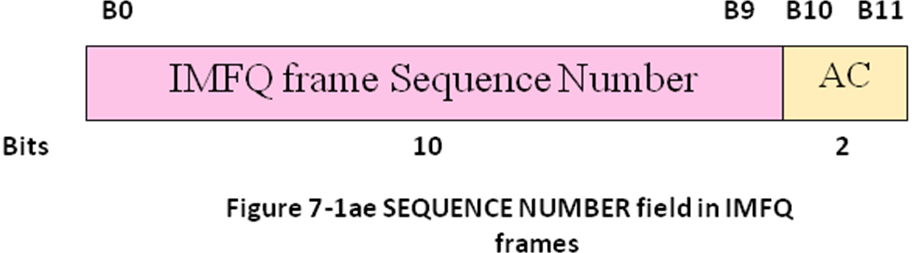 B0 B9 B10 B11
IMFQ frame Sequence Number AC
Bits 10 2
Figure 7-1ae SEQUENCE NUMBER field in IMFQ
frames